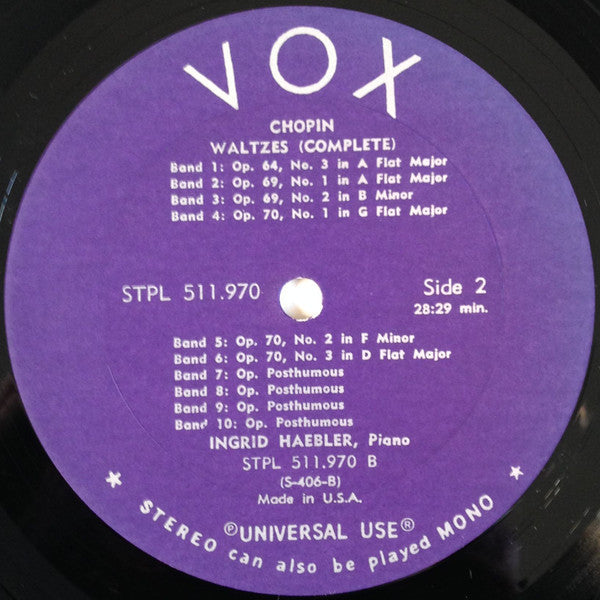 VOX
CHOPIN
WALTZES (COMPLETE)
Band 1: Op. 64, No. 3 in A Flat Major
Band 2: Op. 69, No. 1 in A Flat Major
Band 3: Op. 69, No. 2 in B Minor
Band 4: Op. 70, No. 1 in G Flat Major
STPL 511.970
Side 2
28:29 min.
Band 5: Op. 70, No. 2 in F Minor
Band 6: Op. 70, No. 3 in D Flat Major
Band 7: Op. Posthumous
Band 8: Op. Posthumous
Band 9: Op. Posthumous
Band 10: Op. Posthumous
INGRID HAEBLER, Piano
STPL 511.970 B
(S-406-B)
Made in U.S.A.
℗UNIVERSAL USE®
★ STEREO can also be played MONO ★